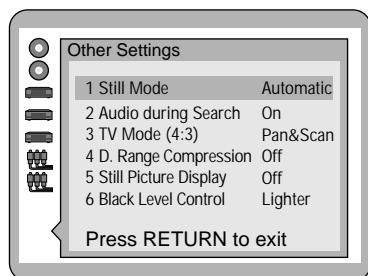 Other Settings
1 Still Mode Automatic
2 Audio during Search On
3 TV Mode (4:3) Pan&Scan
4 D. Range Compression Off
5 Still Picture Display Off
6 Black Level Control Lighter
Press RETURN to exit